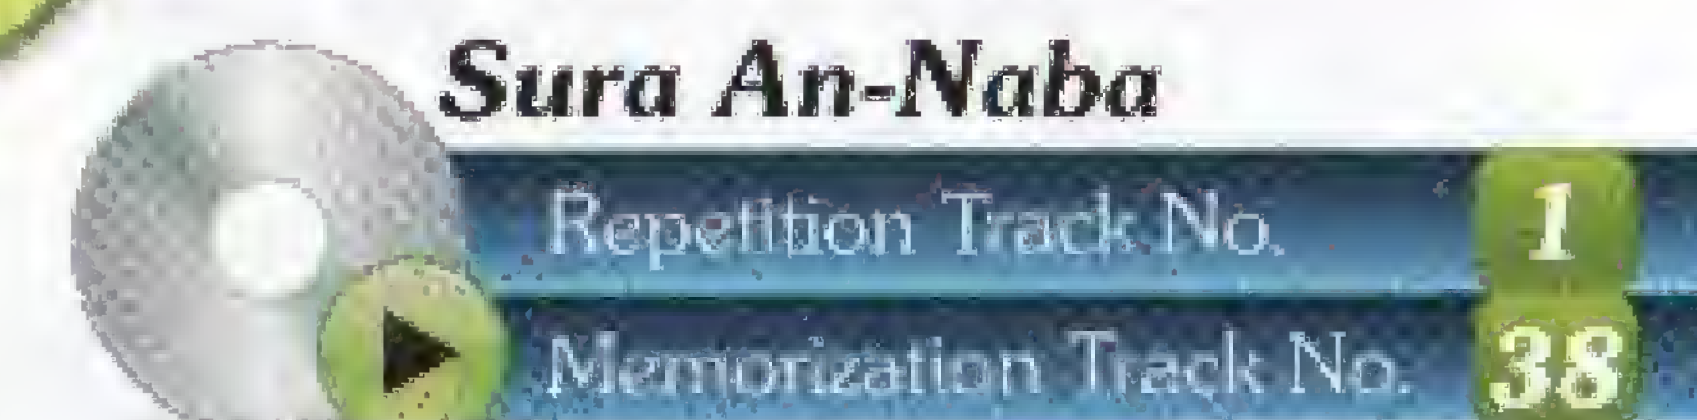 Sura An-Naba
Repetition Track No. 1
Memorization Track No. 38